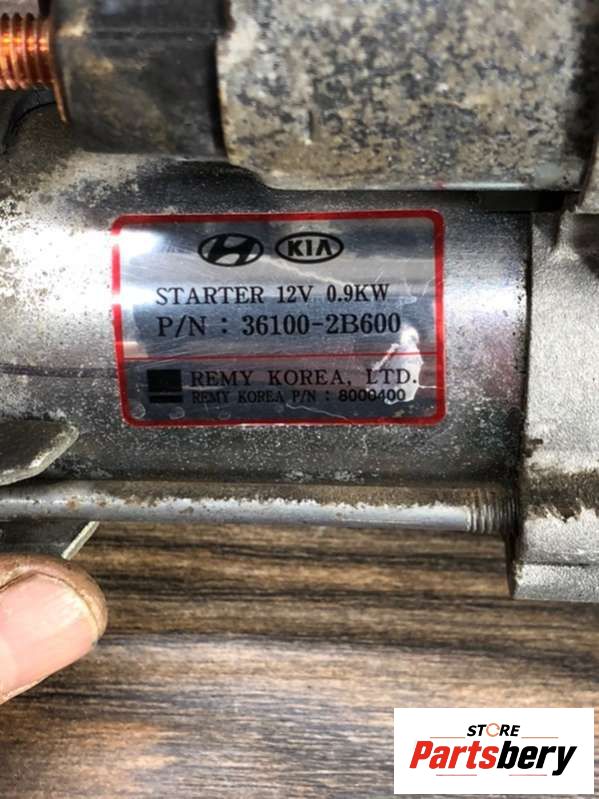 KIA
STARTER 12V 0.9KW
P/N : 36100-2B600
REMY KOREA, LTD.
REMY KOREA P/N : 8000400
STORE
Partsbery